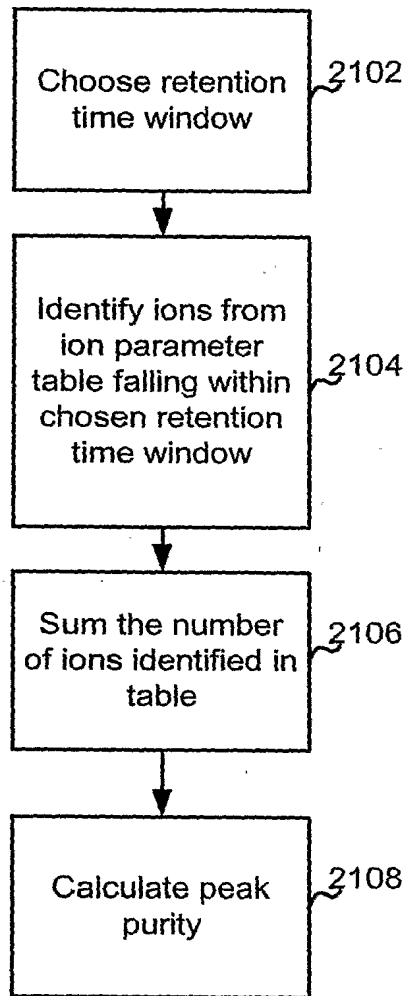 Choose retention
time window
2102
Identify ions from
ion parameter
table falling within
chosen retention
time window
2104
Sum the number
of ions identified in
table
2106
Calculate peak
purity
2108